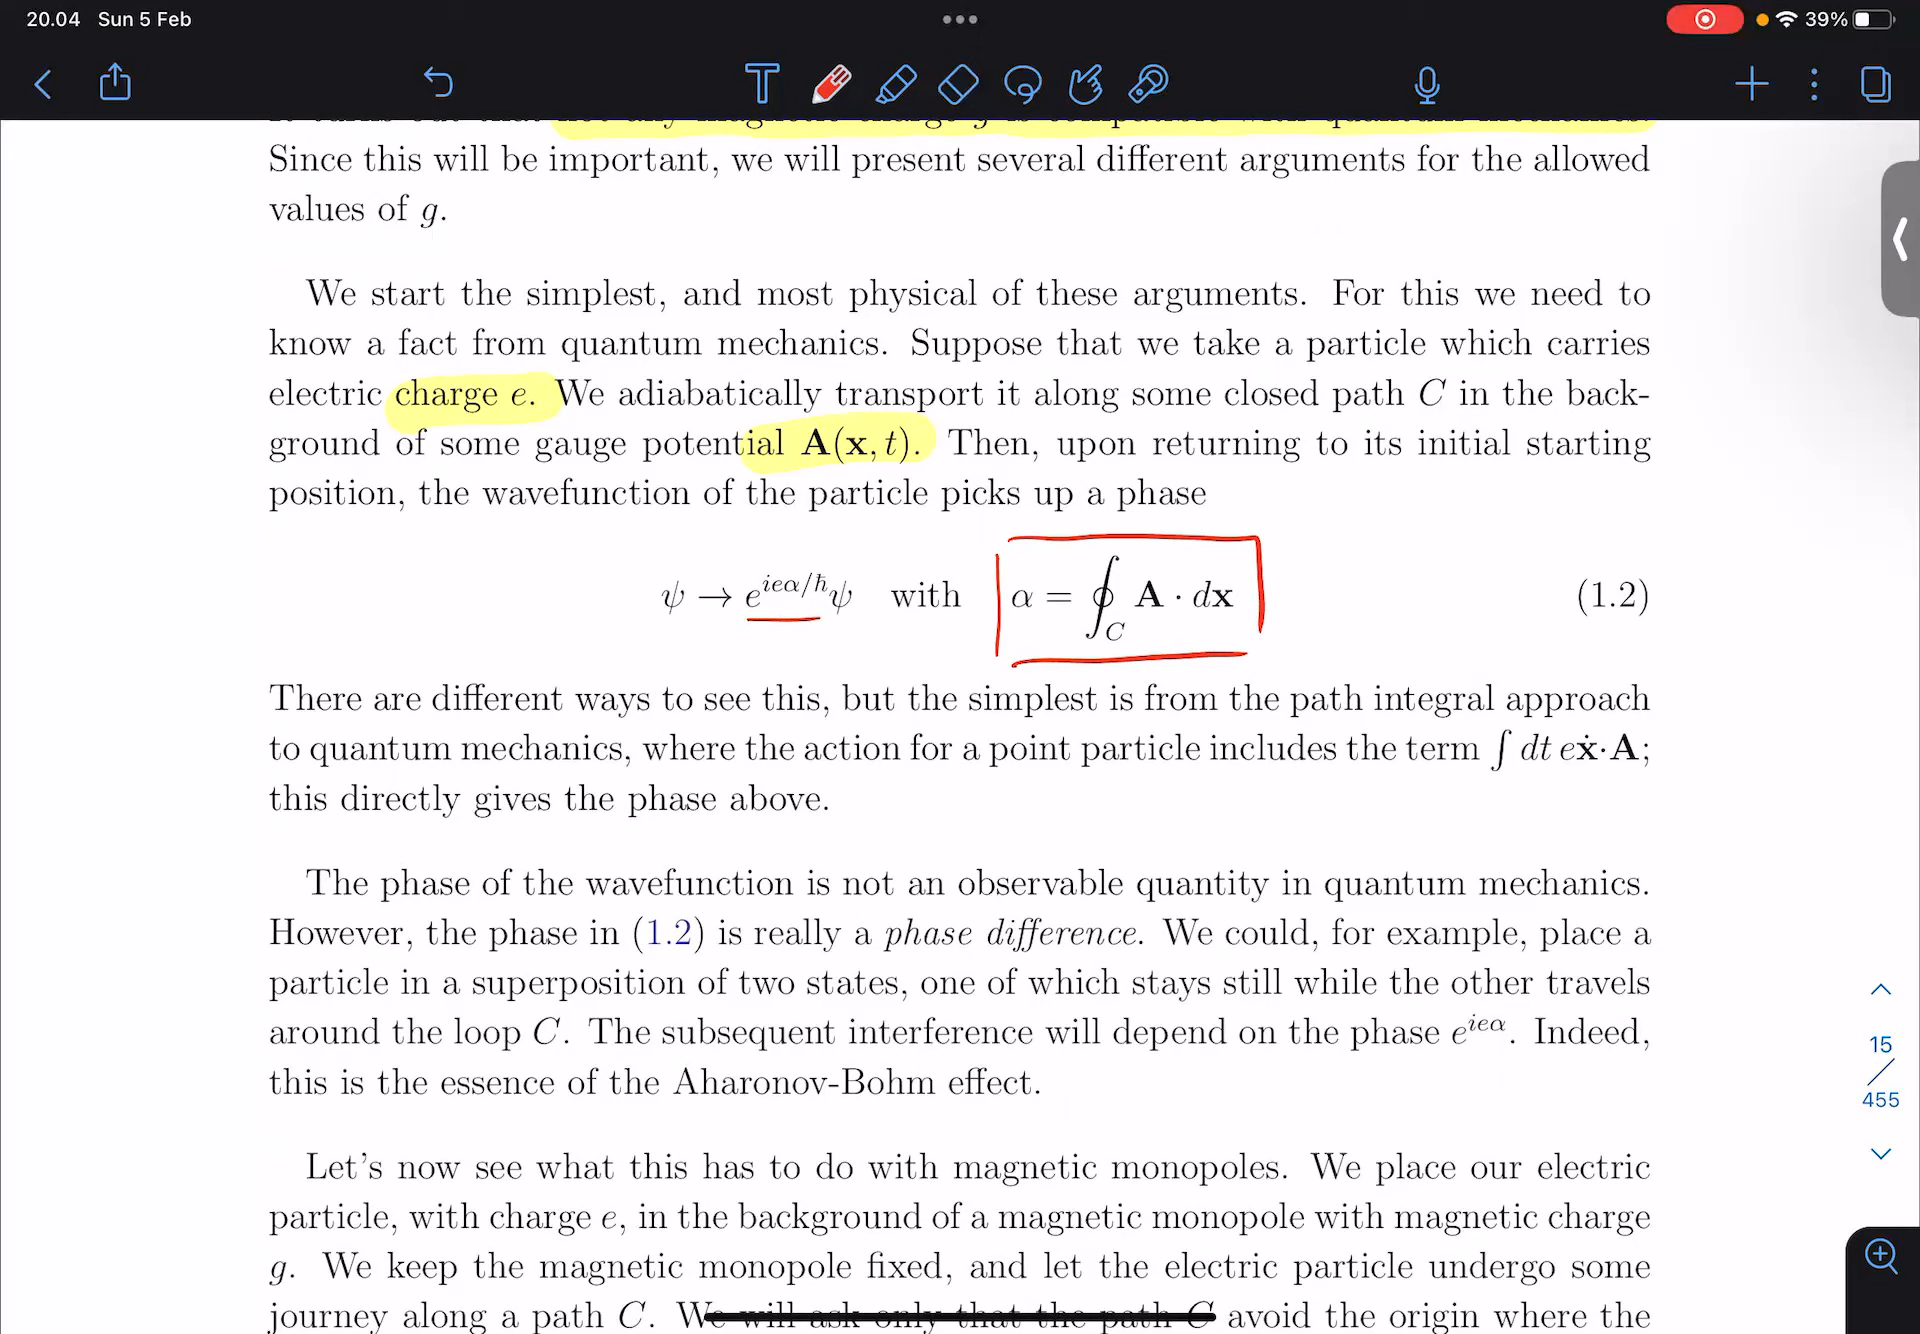 20.04 Sun 5 Feb
39%
T
Since this will be important, we will present several different arguments for the allowed
values of g.
We start the simplest, and most physical of these arguments. For this we need to
know a fact from quantum mechanics. Suppose that we take a particle which carries
electric charge e. We adiabatically transport it along some closed path C in the back-
ground of some gauge potential A(x, t). Then, upon returning to its initial starting
position, the wavefunction of the particle picks up a phase
ψ → e^{ieα/ħ}ψ with α = ∮_C A · dx (1.2)
There are different ways to see this, but the simplest is from the path integral approach
to quantum mechanics, where the action for a point particle includes the term ∫ dt eẋ·A;
this directly gives the phase above.
The phase of the wavefunction is not an observable quantity in quantum mechanics.
However, the phase in (1.2) is really a phase difference. We could, for example, place a
particle in a superposition of two states, one of which stays still while the other travels
around the loop C. The subsequent interference will depend on the phase e^{ieα}. Indeed,
this is the essence of the Aharonov-Bohm effect.
15
/
455
Let's now see what this has to do with magnetic monopoles. We place our electric
particle, with charge e, in the background of a magnetic monopole with magnetic charge
g. We keep the magnetic monopole fixed, and let the electric particle undergo some
journey along a path C. We will ask only that the path C avoid the origin where the